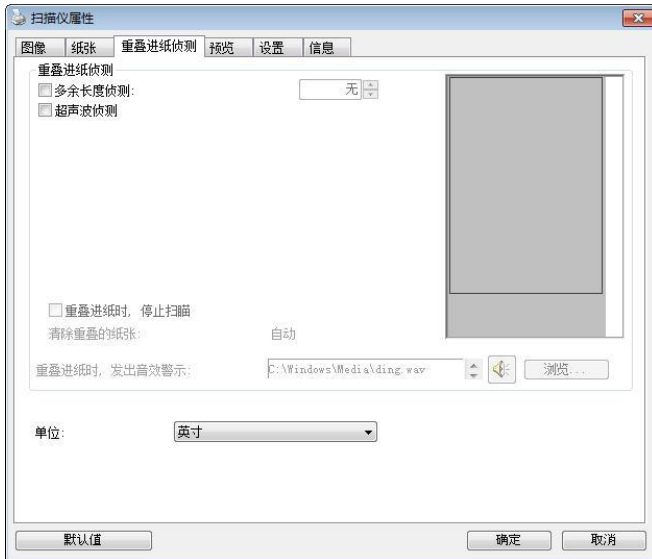 扫描仪属性
图像 纸张 重叠进纸侦测 预览 设置 信息
重叠进纸侦测
多余长度侦测: 无
超声波侦测
重叠进纸时, 停止扫瞄
清除重叠的纸张: 自动
重叠进纸时, 发出音效警示: C:\Windows\Media\ding.wav 浏览...
单位: 英寸
默认值 确定 取消